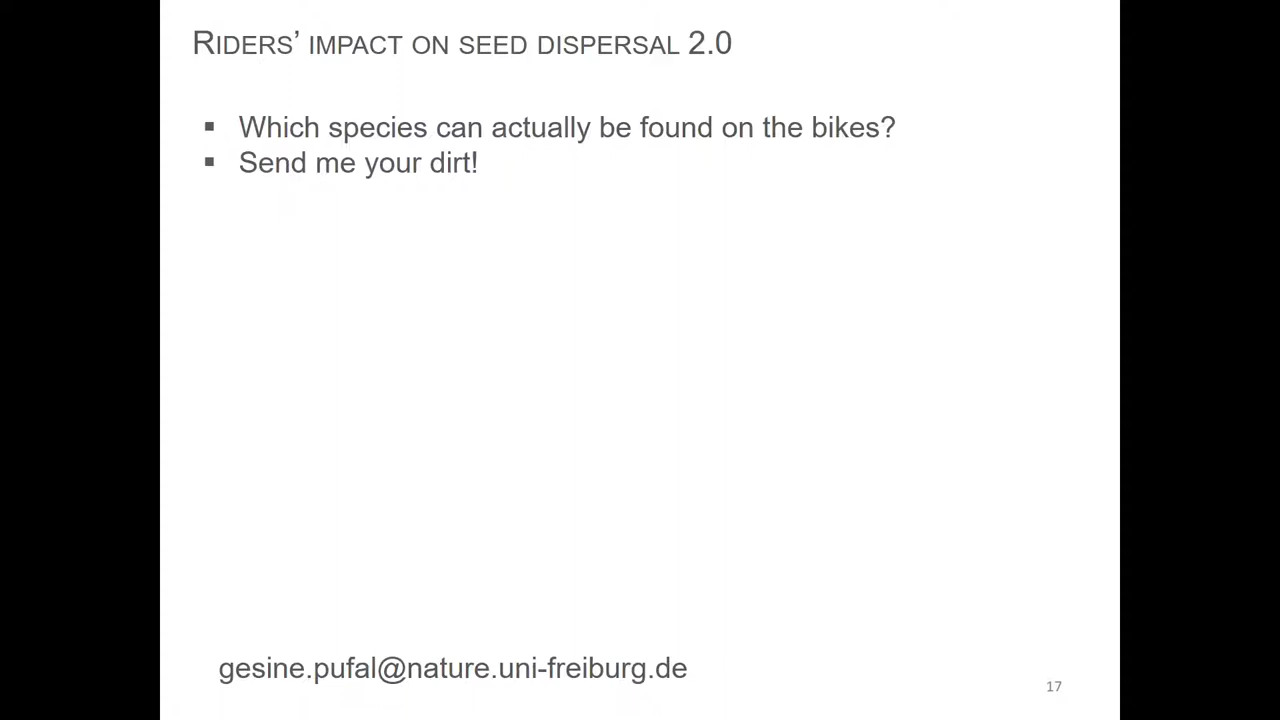 Riders’ impact on seed dispersal 2.0
▪ Which species can actually be found on the bikes?
▪ Send me your dirt!
gesine.pufal@nature.uni-freiburg.de
17